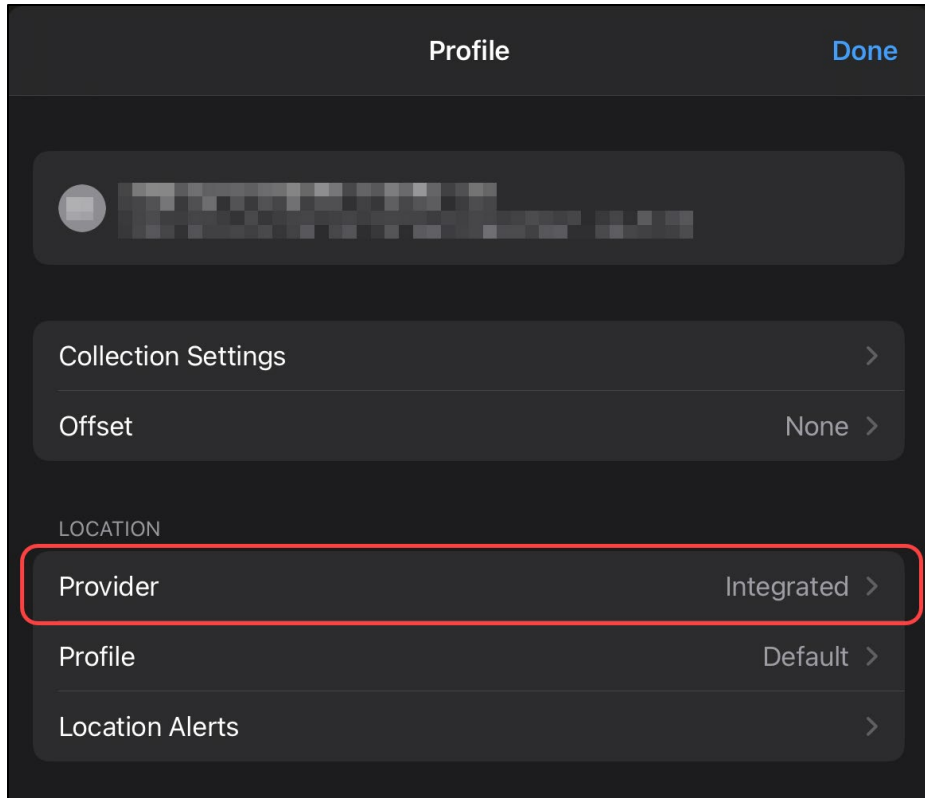 Profile
Done
Collection Settings
Offset
None
LOCATION
Provider
Integrated
Profile
Default
Location Alerts